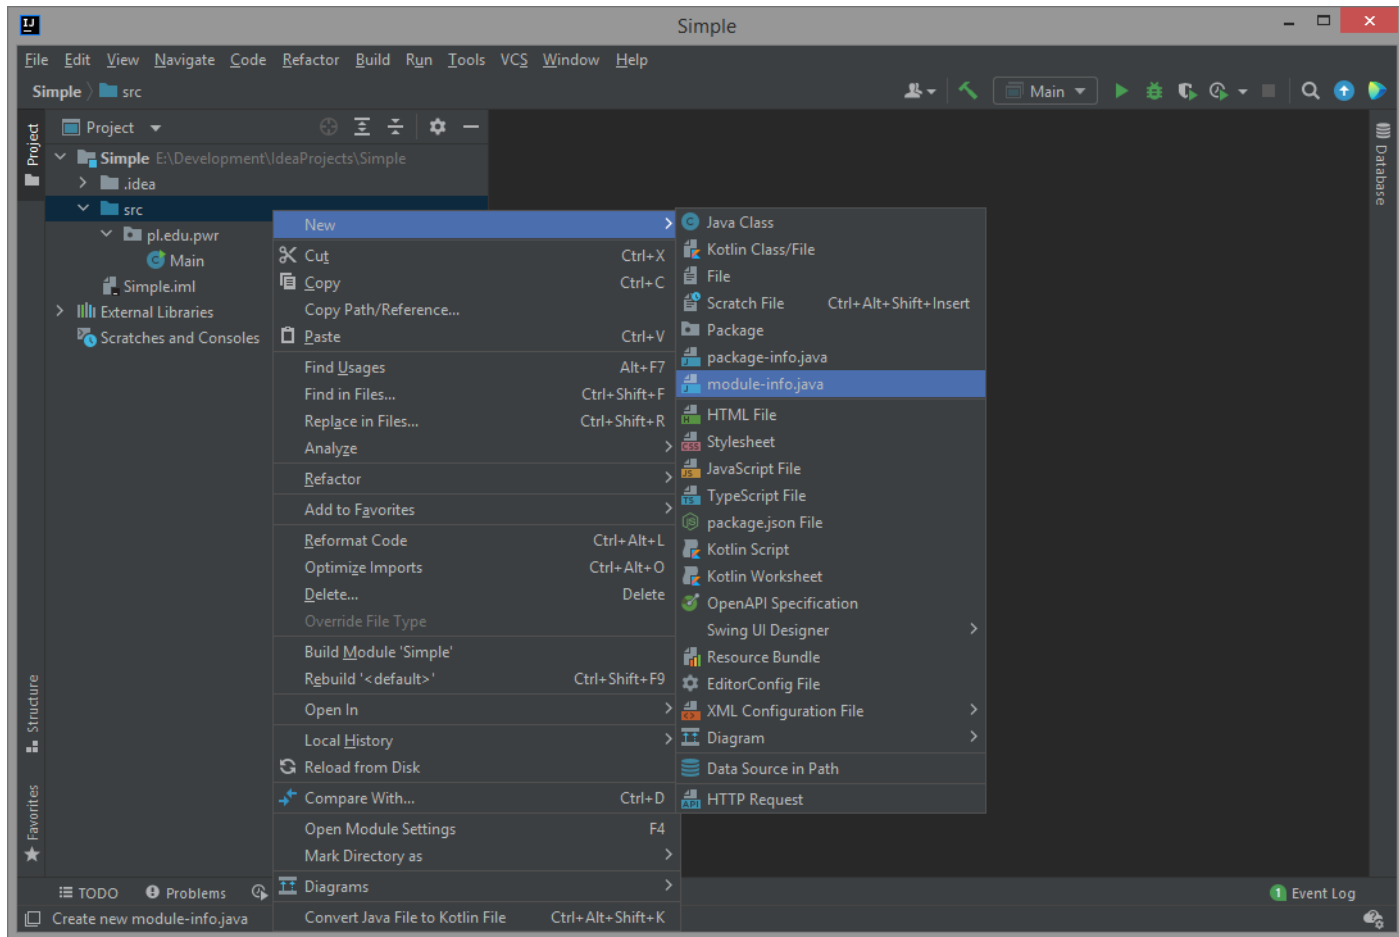 Simple
File Edit View Navigate Code Refactor Build Run Tools VCS Window Help
Simple src
Main
Project
Project
Simple E:\Development\IdeaProjects\Simple
.idea
src
pl.edu.pwr
Main
Simple.iml
External Libraries
Scratches and Consoles
Structure
Favorites
New
Cut Ctrl+X
Copy Ctrl+C
Copy Path/Reference...
Paste Ctrl+V
Find Usages Alt+F7
Find in Files... Ctrl+Shift+F
Replace in Files... Ctrl+Shift+R
Analyze
Refactor
Add to Favorites
Reformat Code Ctrl+Alt+L
Optimize Imports Ctrl+Alt+O
Delete... Delete
Override File Type
Build Module 'Simple'
Rebuild '<default>' Ctrl+Shift+F9
Open In
Local History
Reload from Disk
Compare With... Ctrl+D
Open Module Settings F4
Mark Directory as
Diagrams
Convert Java File to Kotlin File Ctrl+Alt+Shift+K
Java Class
Kotlin Class/File
File
Scratch File Ctrl+Alt+Shift+Insert
Package
package-info.java
module-info.java
HTML File
Stylesheet
JavaScript File
TypeScript File
package.json File
Kotlin Script
Kotlin Worksheet
OpenAPI Specification
Swing UI Designer
Resource Bundle
EditorConfig File
XML Configuration File
Diagram
Data Source in Path
HTTP Request
Database
TODO Problems
1 Event Log
Create new module-info.java